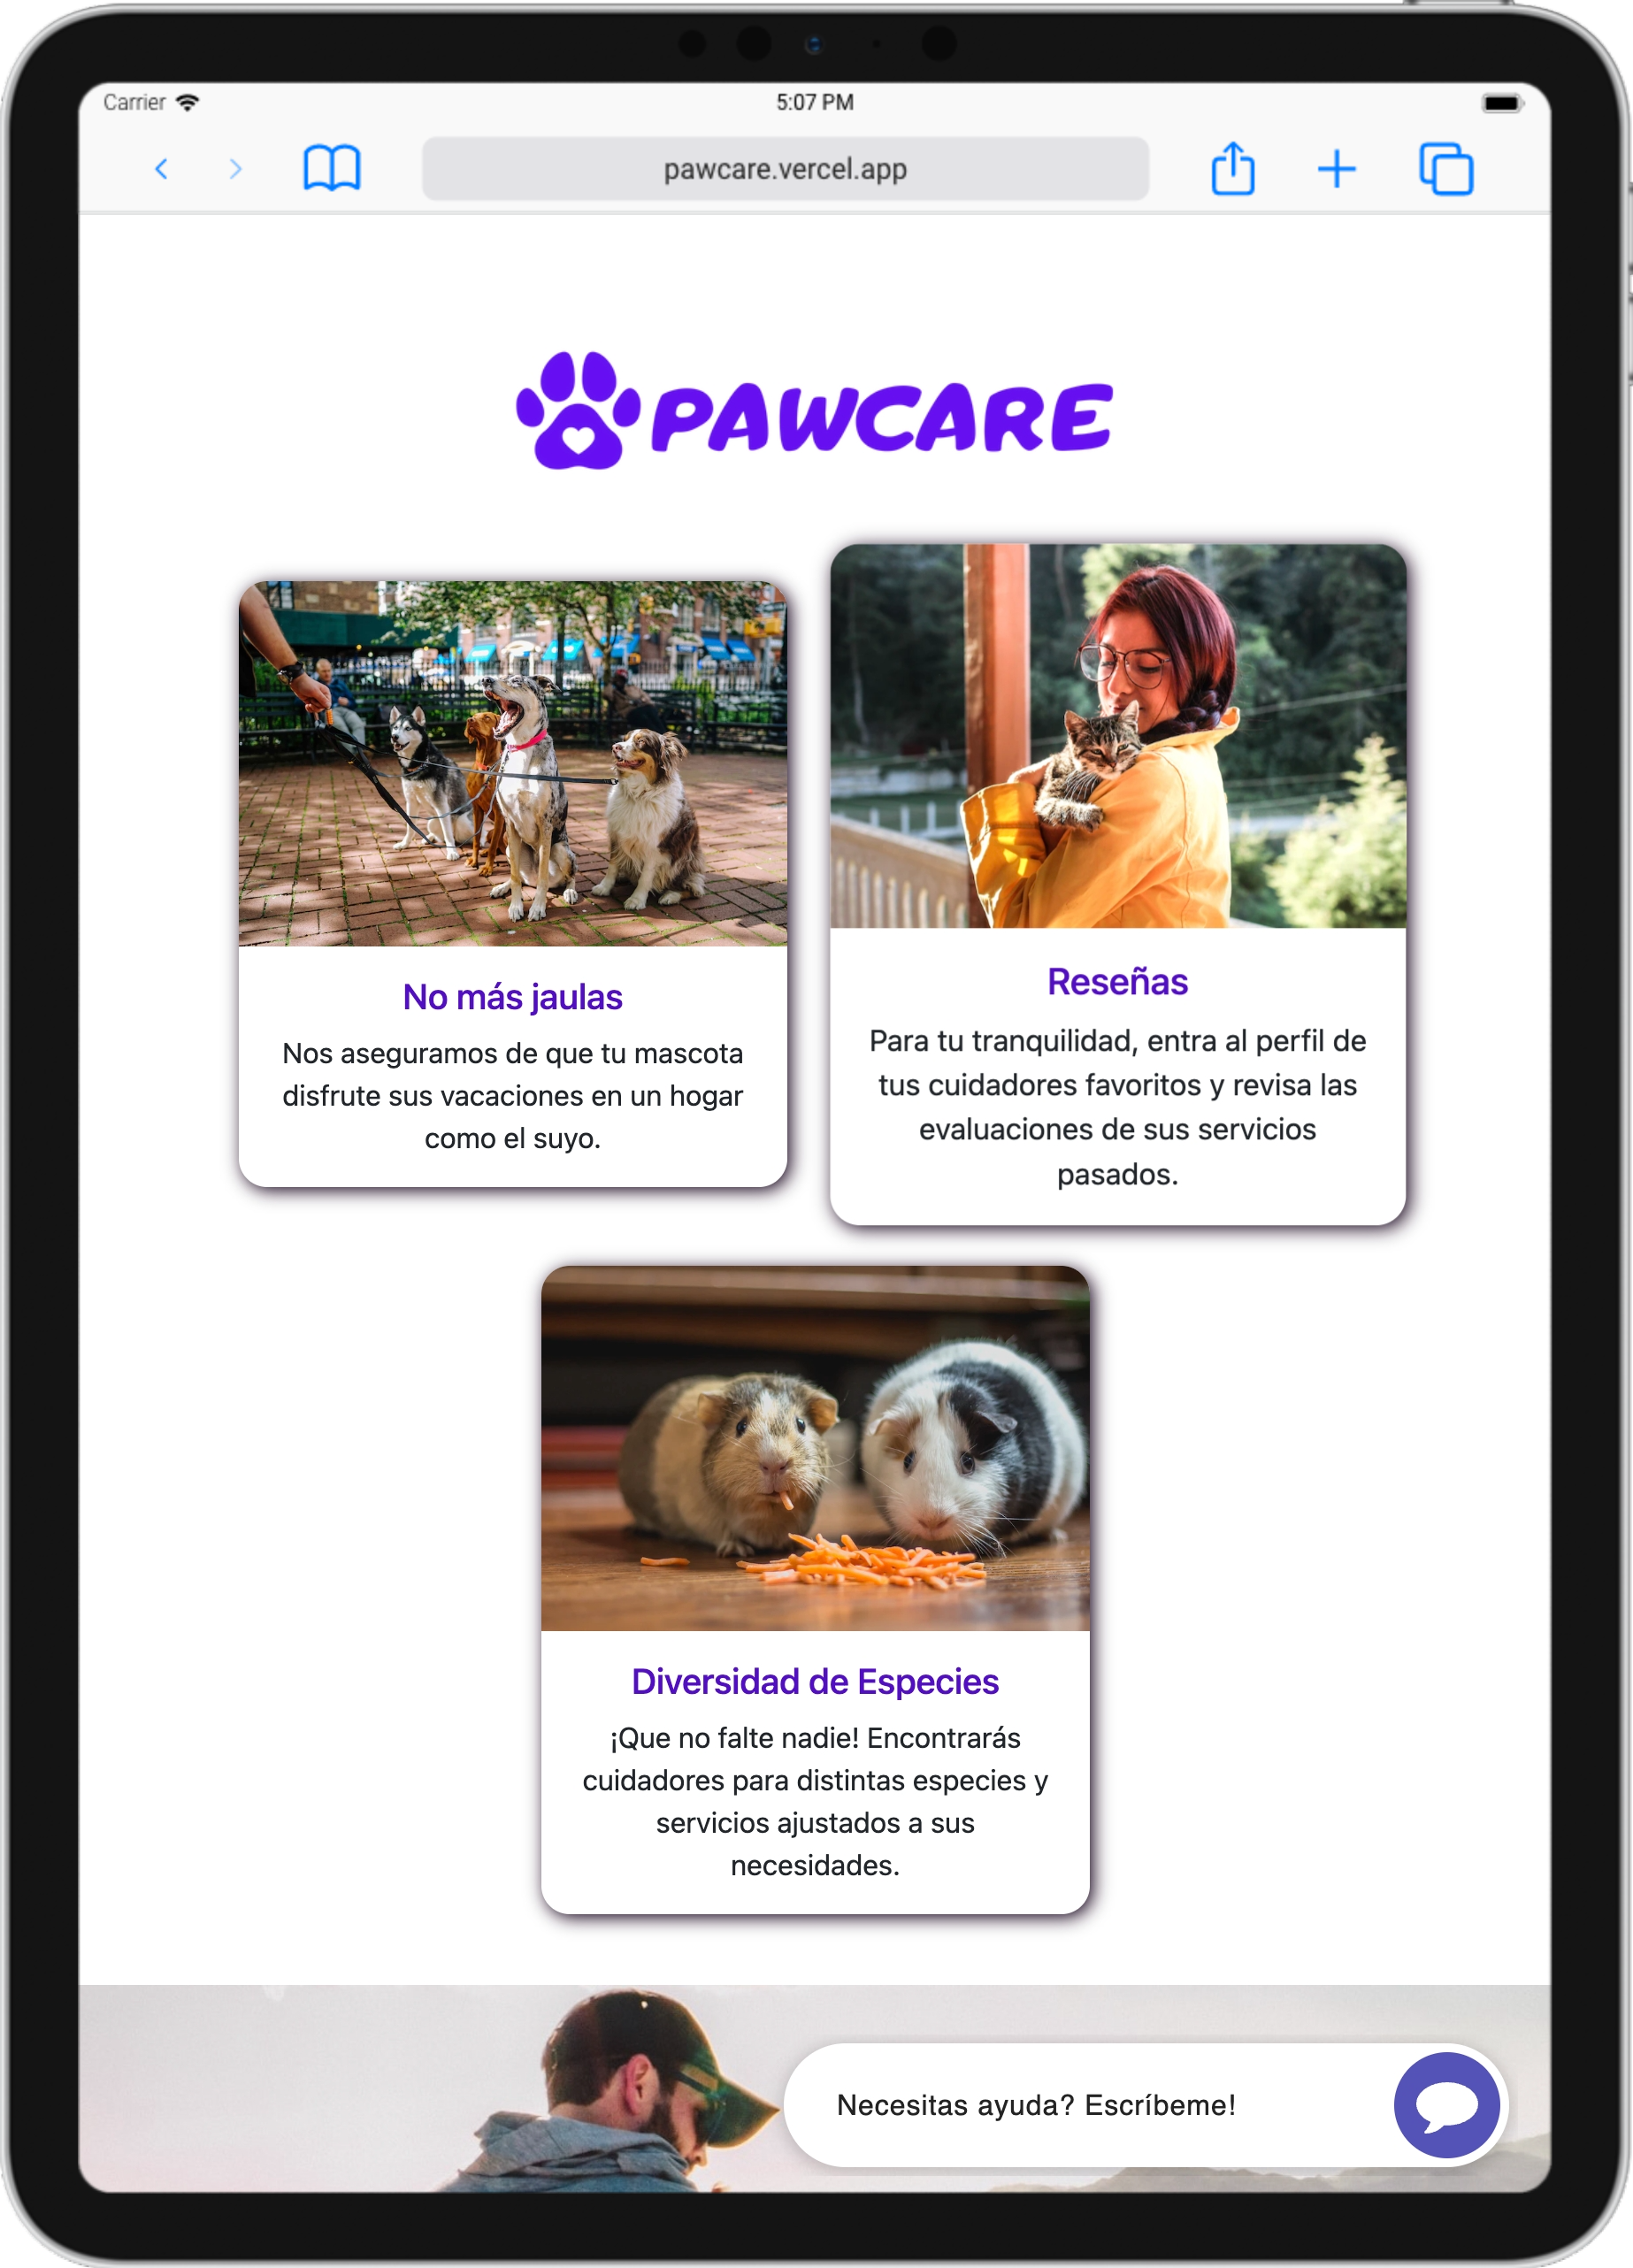 Carrier
5:07 PM
pawcare.vercel.app
PAWCARE
No más jaulas
Nos aseguramos de que tu mascota
disfrute sus vacaciones en un hogar
como el suyo.
Reseñas
Para tu tranquilidad, entra al perfil de
tus cuidadores favoritos y revisa las
evaluaciones de sus servicios
pasados.
Diversidad de Especies
¡Que no falte nadie! Encontrarás
cuidadores para distintas especies y
servicios ajustados a sus
necesidades.
Necesitas ayuda? Escríbeme!